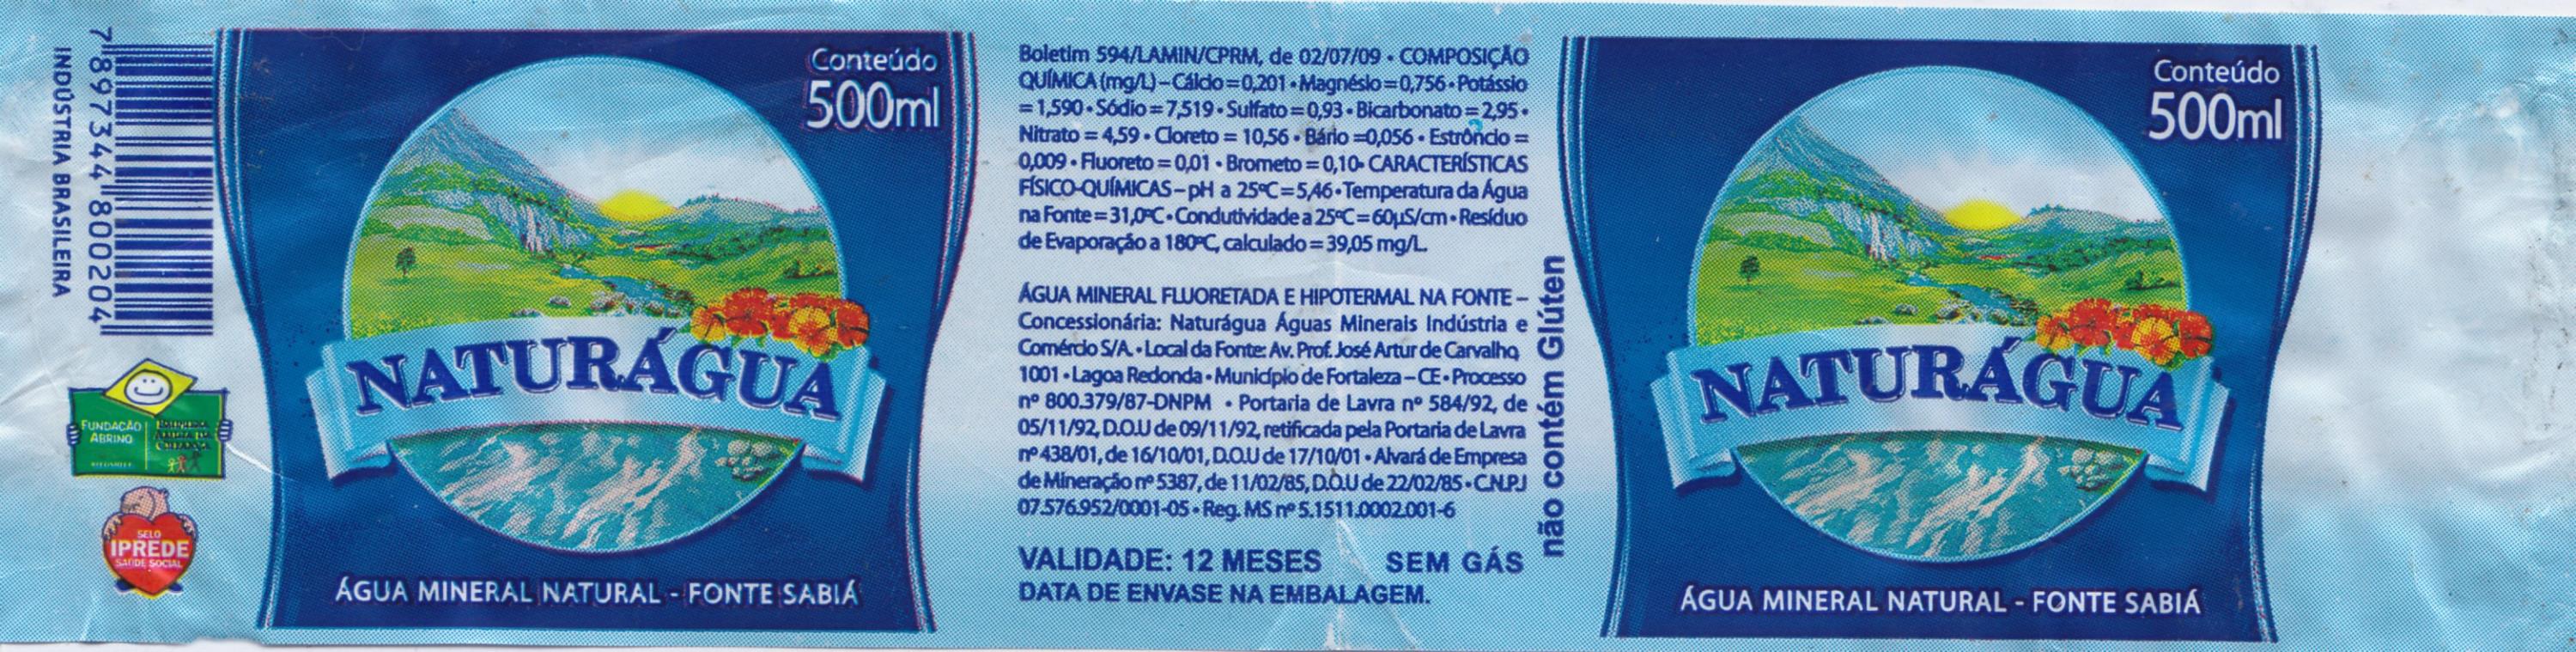 7 897344 800204
INDÚSTRIA BRASILEIRA
FUNDAÇÃO
ABRINQ
SELO
IPREDE
SAÚDE SOCIAL
Conteúdo
500ml
NATURÁGUA
ÁGUA MINERAL NATURAL - FONTE SABIÁ
Boletim 594/LAMIN/CPRM, de 02/07/09 • COMPOSIÇÃO
QUÍMICA (mg/L) – Cálcio = 0,201 • Magnésio = 0,756 • Potássio
= 1,590 • Sódio = 7,519 • Sulfato = 0,93 • Bicarbonato = 2,95 •
Nitrato = 4,59 • Cloreto = 10,56 • Bário =0,056 • Estrôncio =
0,009 • Fluoreto = 0,01 • Brometo = 0,10• CARACTERÍSTICAS
FÍSICO-QUÍMICAS – pH a 25ºC = 5,46 • Temperatura da Água
na Fonte = 31,0ºC • Condutividade a 25ºC = 60µS/cm • Resíduo
de Evaporação a 180ºC, calculado = 39,05 mg/L.
ÁGUA MINERAL FLUORETADA E HIPOTERMAL NA FONTE –
Concessionária: Naturágua Águas Minerais Indústria e
Comércio S/A. • Local da Fonte: Av. Prof. José Artur de Carvalho,
1001 • Lagoa Redonda • Município de Fortaleza – CE • Processo
nº 800.379/87-DNPM • Portaria de Lavra nº 584/92, de
05/11/92, D.O.U de 09/11/92, retificada pela Portaria de Lavra
nº 438/01, de 16/10/01, D.O.U de 17/10/01 • Alvará de Empresa
de Mineração nº 5387, de 11/02/85, D.O.U de 22/02/85 • C.N.P.J
07.576.952/0001-05 • Reg. MS nº 5.1511.0002.001-6
VALIDADE: 12 MESES SEM GÁS
DATA DE ENVASE NA EMBALAGEM.
não contém Glúten
Conteúdo
500ml
NATURÁGUA
ÁGUA MINERAL NATURAL - FONTE SABIÁ